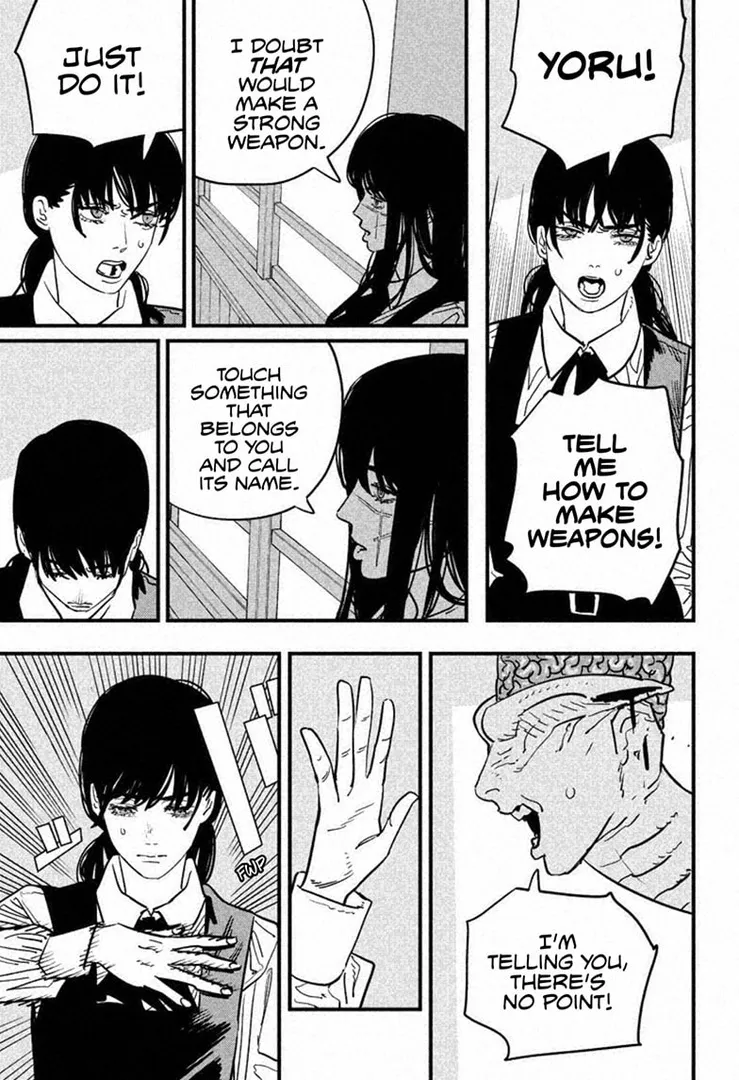 YORU!
TELL
ME
HOW TO
MAKE
WEAPONS!
I DOUBT
THAT
WOULD
MAKE A
STRONG
WEAPON.
JUST
DO IT!
TOUCH
SOMETHING
THAT
BELONGS
TO YOU
AND CALL
ITS NAME.
I'M
TELLING YOU,
THERE'S
NO POINT!
FWP